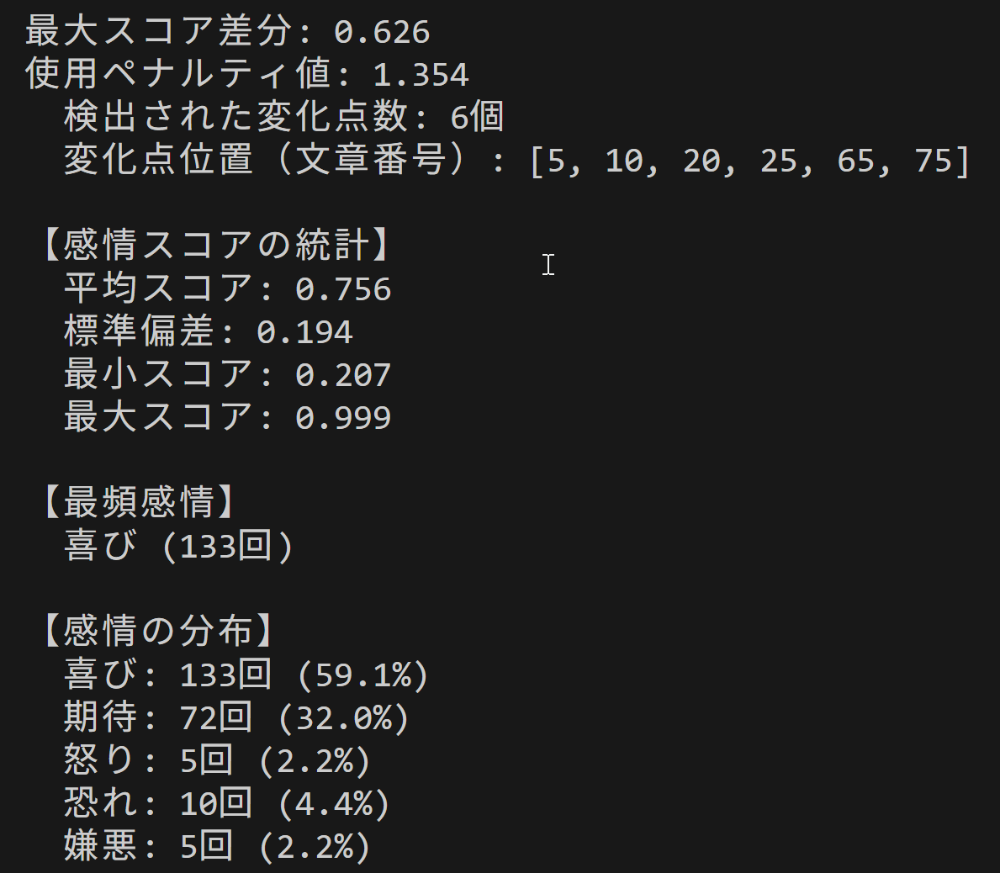 最大スコア差分: 0.626
使用ペナルティ値: 1.354
検出された変化点数: 6個
変化点位置（文章番号）: [5, 10, 20, 25, 65, 75]
【感情スコアの統計】
平均スコア: 0.756
標準偏差: 0.194
最小スコア: 0.207
最大スコア: 0.999
【最頻感情】
喜び (133回)
【感情の分布】
喜び: 133回 (59.1%)
期待: 72回 (32.0%)
怒り: 5回 (2.2%)
恐れ: 10回 (4.4%)
嫌悪: 5回 (2.2%)